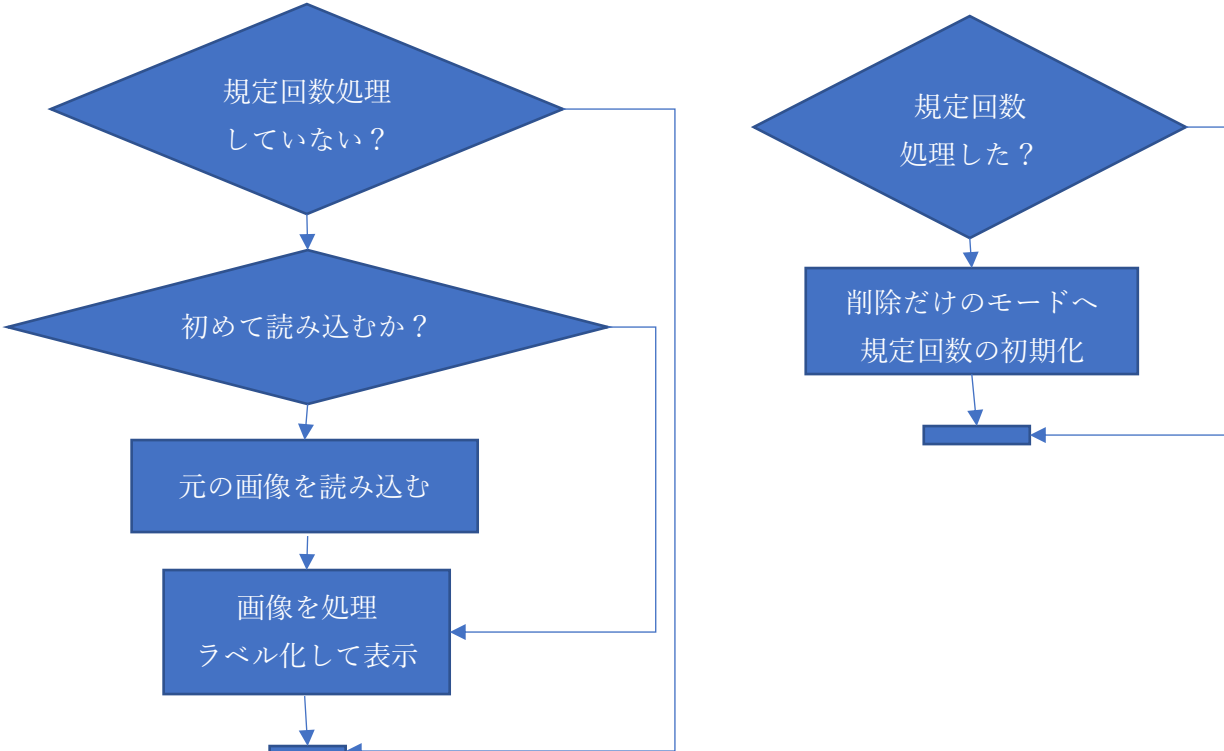 規定回数処理
していない？
初めて読み込むか？
元の画像を読み込む
画像を処理
ラベル化して表示
規定回数
処理した？
削除だけのモードへ
規定回数の初期化